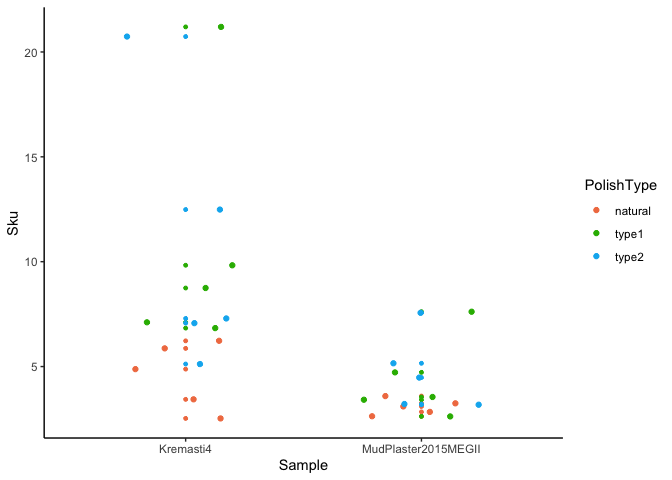 20
15
10
5
Sku
Kremasti4
MudPlaster2015MEGII
Sample
PolishType
natural
type1
type2